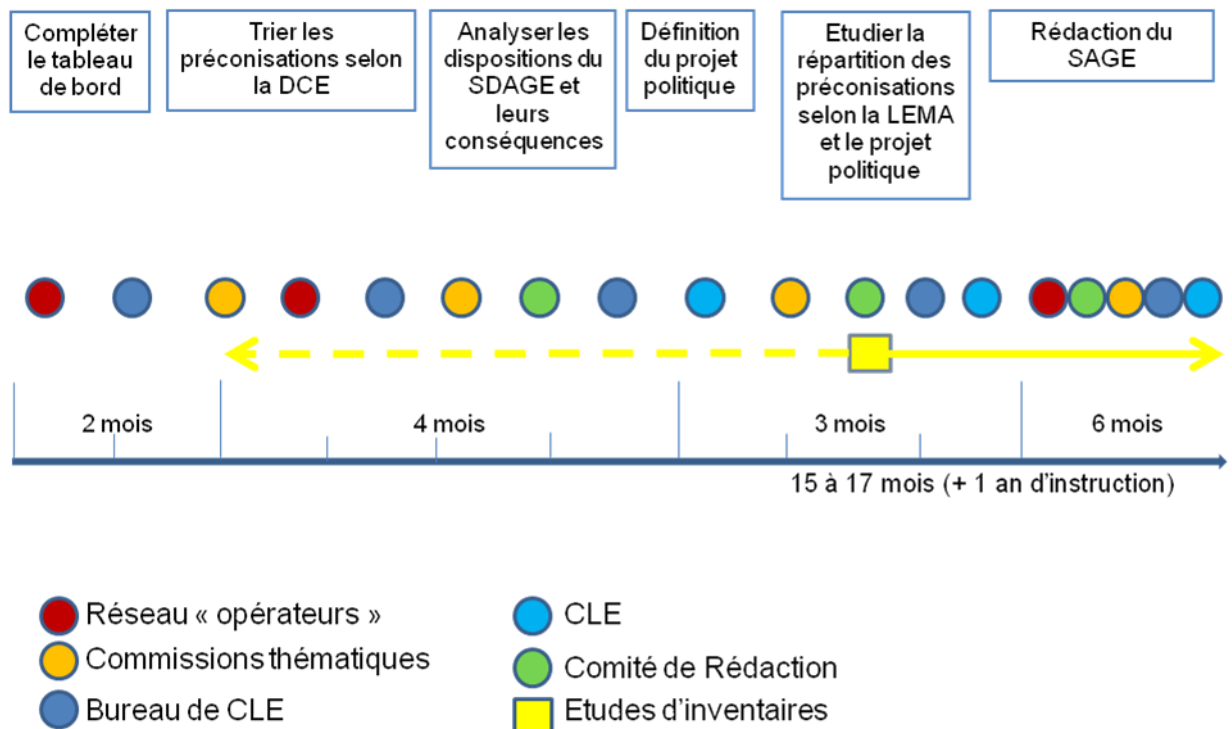 Compléter
le tableau
de bord
Trier les
préconisations selon
la DCE
Analyser les
dispositions du
SDAGE et
leurs
conséquences
Définition
du projet
politique
Etudier la
répartition des
préconisations
selon la LEMA
et le projet
politique
Rédaction du
SAGE
2 mois
4 mois
3 mois
6 mois
15 à 17 mois (+ 1 an d'instruction)
Réseau « opérateurs »
Commissions thématiques
Bureau de CLE
CLE
Comité de Rédaction
Etudes d'inventaires